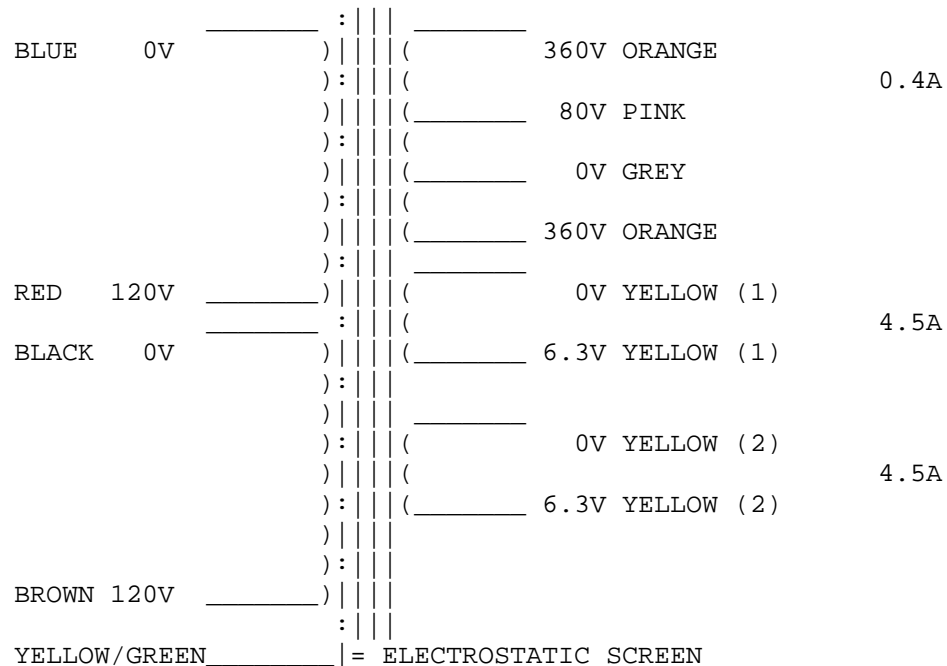 BLUE 0V 360V ORANGE
0.4A
80V PINK
0V GREY
360V ORANGE
RED 120V 0V YELLOW (1)
4.5A
BLACK 0V 6.3V YELLOW (1)
0V YELLOW (2)
4.5A
6.3V YELLOW (2)
BROWN 120V
YELLOW/GREEN = ELECTROSTATIC SCREEN